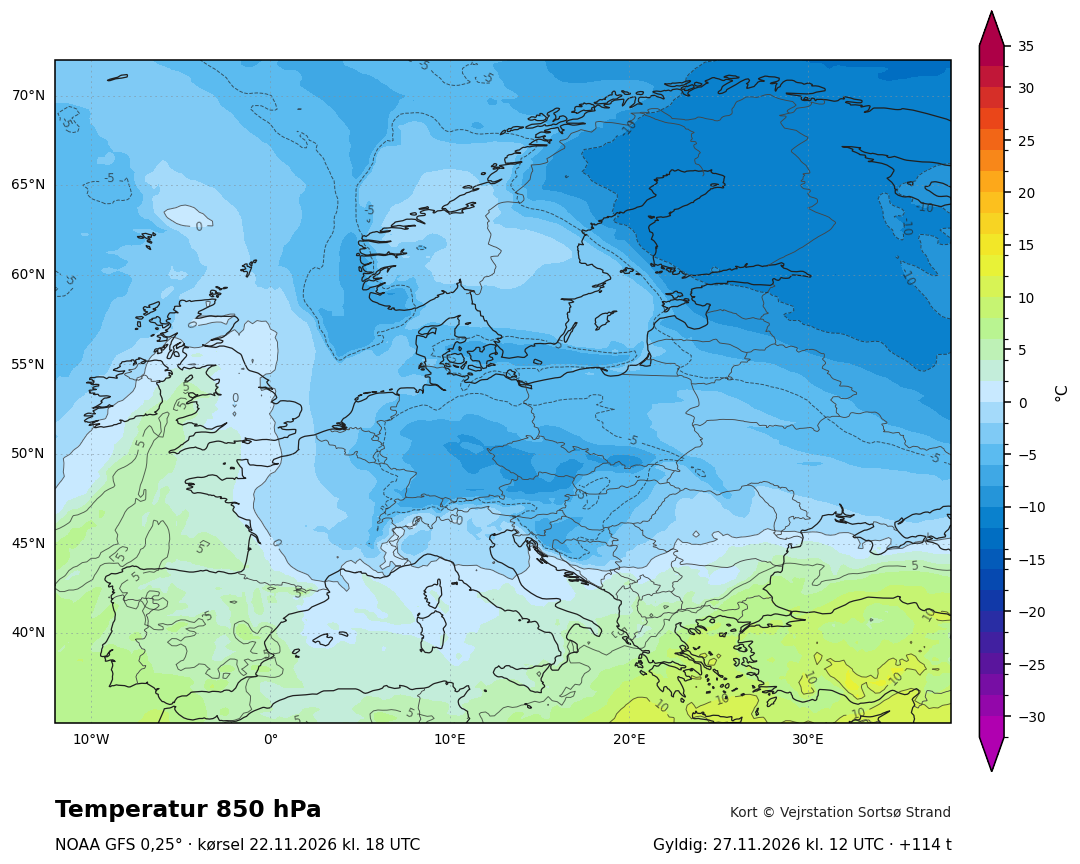 35
70°N
30
25
65°N
20
15
60°N
10
55°N
5
0
°C
50°N
−5
−10
45°N
−15
−20
40°N
−25
−30
10°W
0°
10°E
20°E
30°E
Temperatur 850 hPa
Kort © Vejrstation Sortsø Strand
NOAA GFS 0,25° · kørsel 22.11.2026 kl. 18 UTC
Gyldig: 27.11.2026 kl. 12 UTC · +114 t